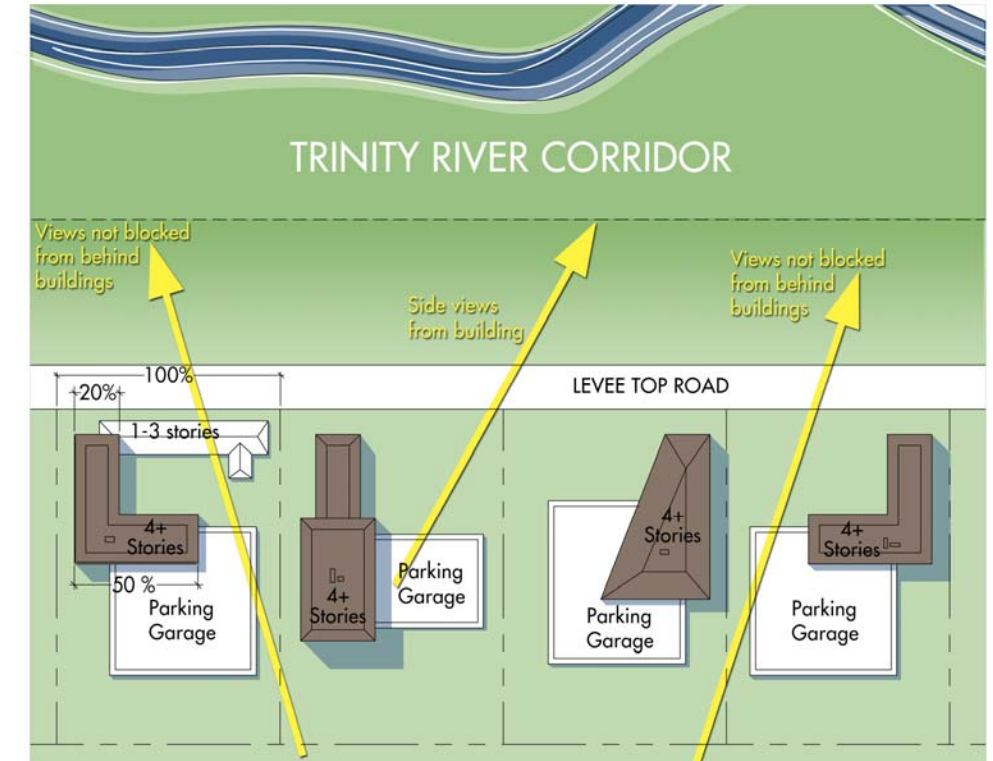 TRINITY RIVER CORRIDOR
Views not blocked
from behind
buildings
Side views
from building
Views not blocked
from behind
buildings
100%
LEVEE TOP ROAD
20%
1-3 stories
4+
Stories
50 %
Parking
Garage
4+
Stories
Parking
Garage
4+
Stories
Parking
Garage
4+
Stories
Parking
Garage